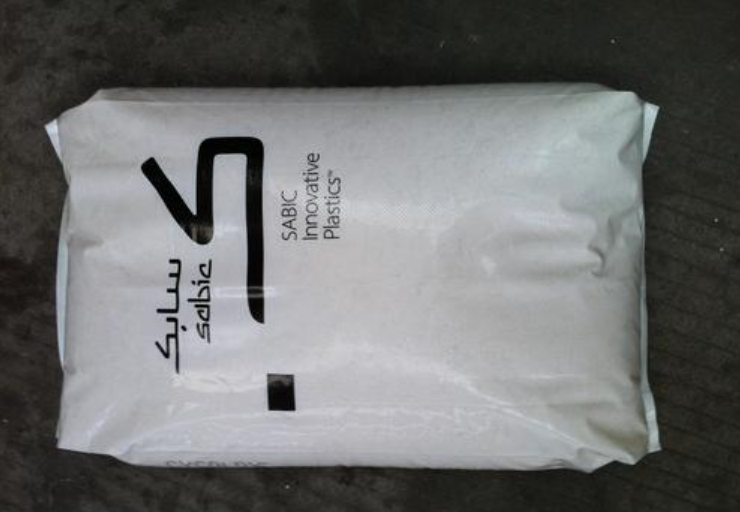 سابك
sabic
SABIC
Innovative
Plastics™